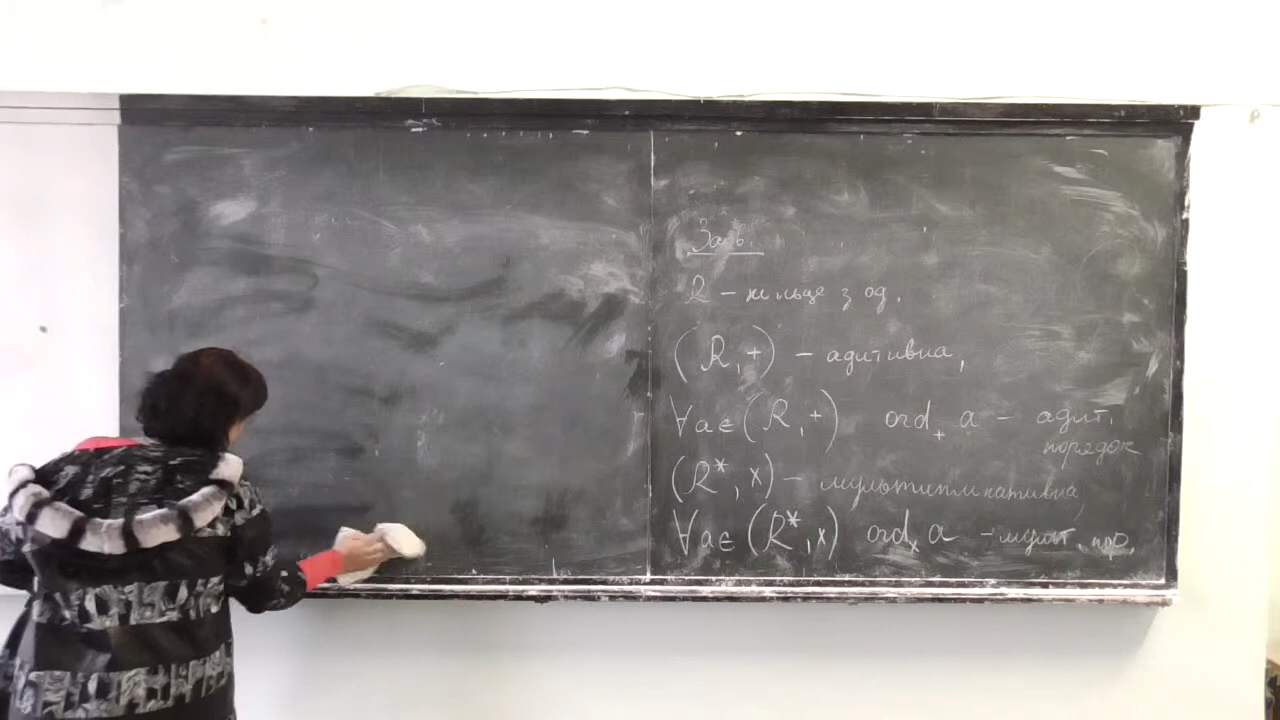 Заув.
R – кільце з од.
(R, +) – адитивна,
∀a∈(R, +) ord₊ a – адит. порядок
(R*, x) – мультиплікативна,
∀a∈(R*, x) ordₓ a – мульт. пор.